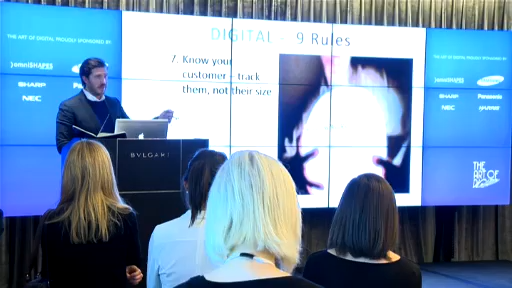 THE ART OF DIGITAL PROUDLY SPONSORED BY:
SHARP
NEC
DIGITAL - 9 Rules
7. Know your
customer - track
them, not their size
BVLGARI
THE ART OF DIGITAL PROUDLY SPONSORED BY:
omniSHAPES
SAMSUNG
SHARP
Panasonic
NEC
THE
ART OF